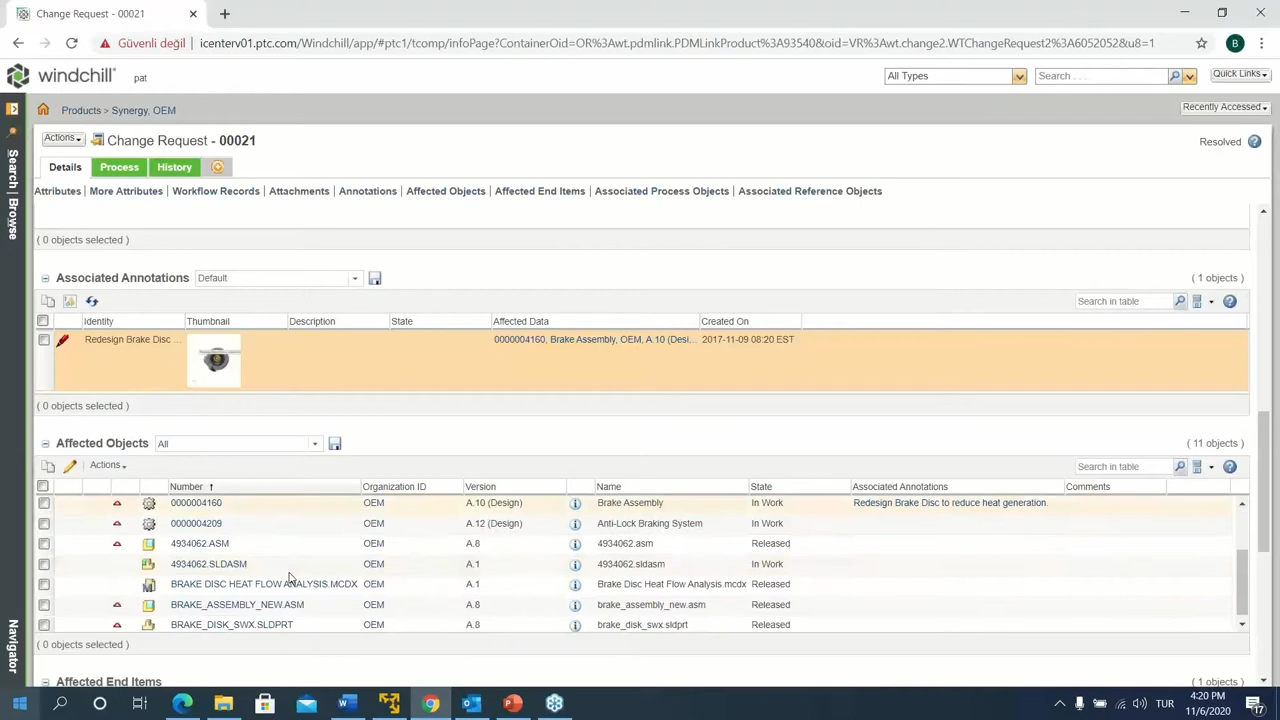 Change Request - 00021
Güvenli değil
icenterv01.ptc.com/Windchill/app/#ptc1/tcomp/infoPage?ContainerOid=OR%3Awt.pdmlink.PDMLinkProduct%3A93540&oid=VR%3Awt.change2.WTChangeRequest2%3A6052052&u8=1
B
windchill pat All Types Search . . . . Quick Links
Products > Synergy, OEM Recently Accessed
Actions Change Request - 00021 Resolved
Details Process History
Attributes | More Attributes | Workflow Records | Attachments | Annotations | Affected Objects | Affected End Items | Associated Process Objects | Associated Reference Objects
Search | Browse
Navigator
( 0 objects selected )
Associated Annotations Default ( 1 objects )
Search in table
Identity Thumbnail Description State Affected Data Created On
Redesign Brake Disc ... 0000004160, Brake Assembly, OEM, A.10 (Desi... 2017-11-09 08:20 EST
( 0 objects selected )
Affected Objects All ( 11 objects )
Actions Search in table
Number Organization ID Version Name State Associated Annotations Comments
0000004160 OEM A.10 (Design) Brake Assembly In Work Redesign Brake Disc to reduce heat generation.
0000004209 OEM A.12 (Design) Anti-Lock Braking System In Work
4934062.ASM OEM A.8 4934062.asm Released
4934062.SLDASM OEM A.1 4934062.sldasm Released
BRAKE DISC HEAT FLOW ANALYSIS.MCDX OEM A.1 Brake Disc Heat Flow Analysis.mcdx Released
BRAKE_ASSEMBLY_NEW.ASM OEM A.8 brake_assembly_new.asm Released
BRAKE_DISK_SWX.SLDPRT OEM A.8 brake_disk_swx.sldprt Released
( 0 objects selected )
Affected End Items ( 1 objects )
TUR
4:20 PM
11/6/2020
17